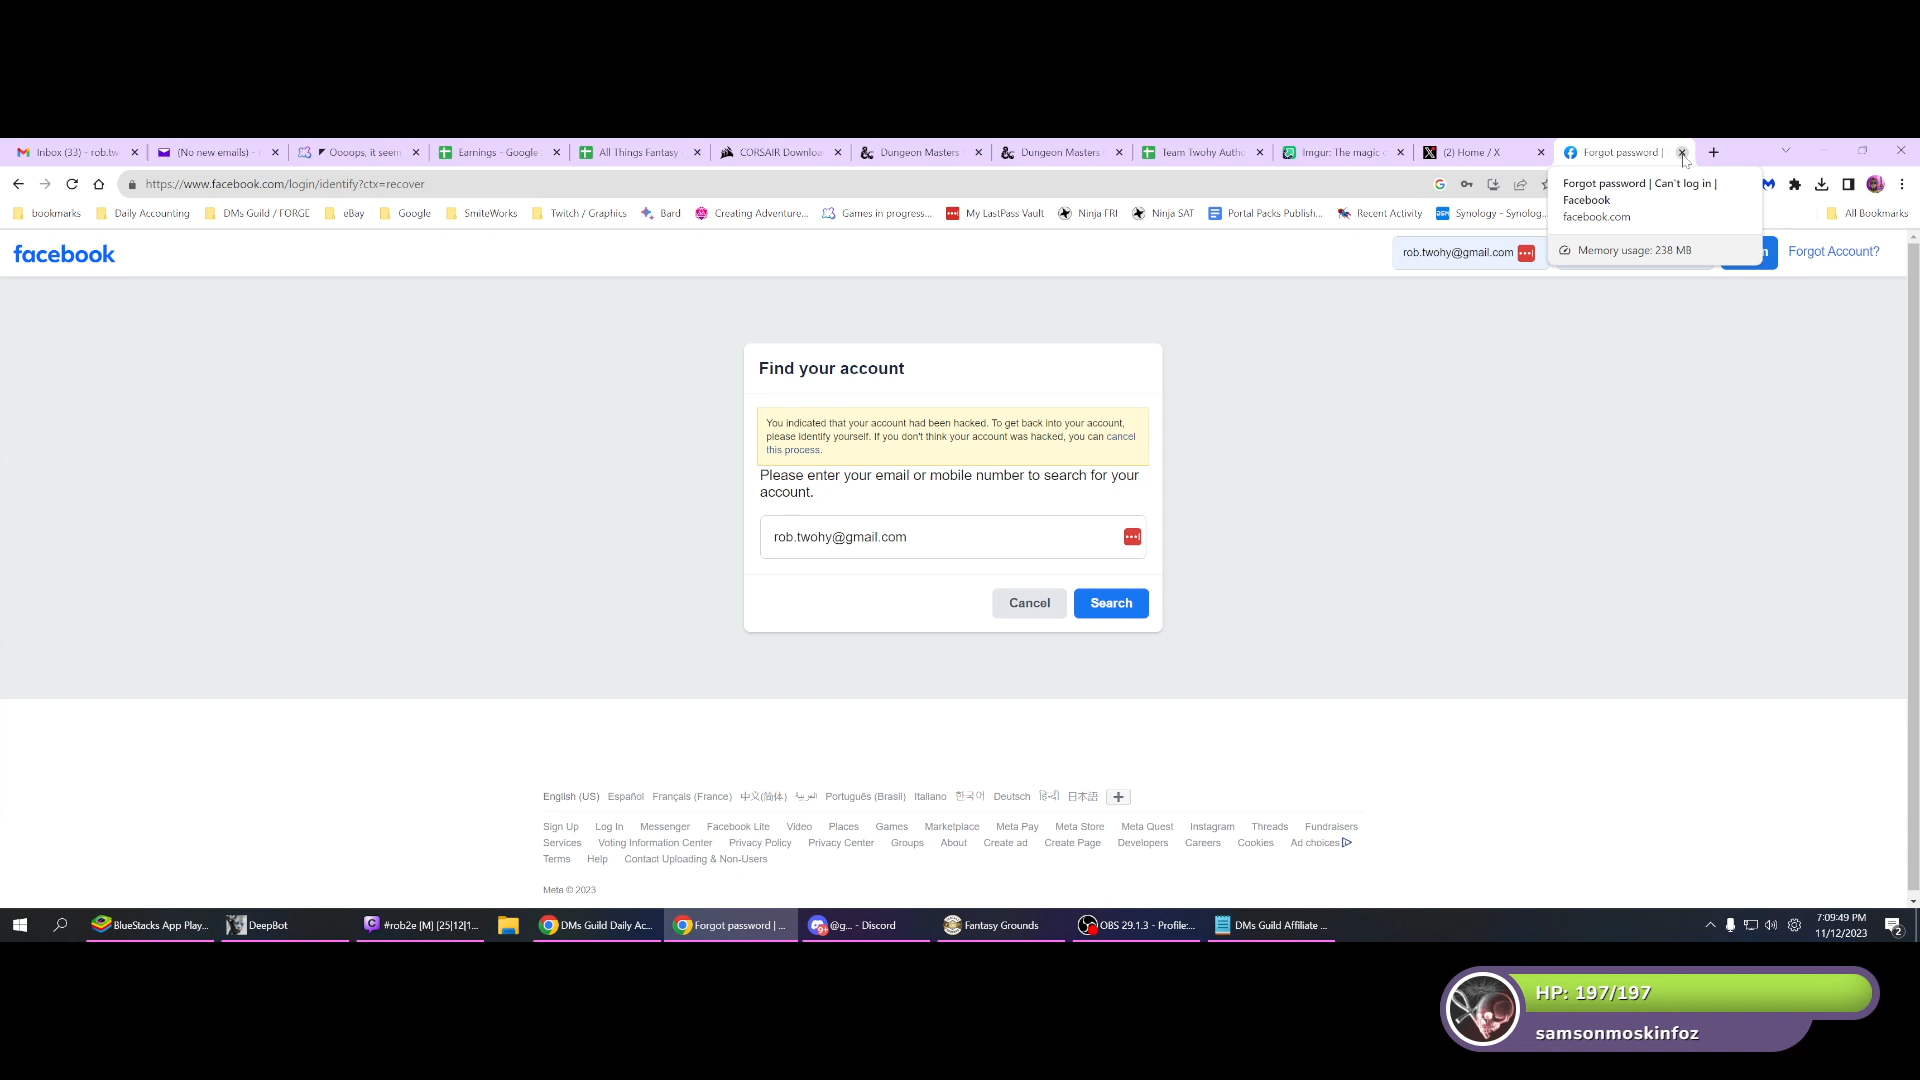 Inbox (33) - rob.tw
(No new emails) -
Oooops, it seem
Earnings - Google
All Things Fantasy
CORSAIR Downloa
Dungeon Masters
Dungeon Masters
Team Twohy Autho
Imgur: The magic
(2) Home / X
Forgot password |
https://www.facebook.com/login/identify?ctx=recover
Forgot password | Can't log in |
Facebook
facebook.com
Memory usage: 238 MB
bookmarks
Daily Accounting
DMs Guild / FORGE
eBay
Google
SmiteWorks
Twitch / Graphics
Bard
Creating Adventure...
Games in progress...
My LastPass Vault
Ninja FRI
Ninja SAT
Portal Packs Publish...
Recent Activity
Synology - Synolog...
All Bookmarks
facebook
rob.twohy@gmail.com
Forgot Account?
Find your account
You indicated that your account had been hacked. To get back into your account,
please identify yourself. If you don't think your account was hacked, you can cancel
this process.
Please enter your email or mobile number to search for your
account.
rob.twohy@gmail.com
Cancel
Search
English (US) Español Français (France) 中文(简体) العربية Português (Brasil) Italiano 한국어 Deutsch हिन्दी 日本語
Sign Up Log In Messenger Facebook Lite Video Places Games Marketplace Meta Pay Meta Store Meta Quest Instagram Threads Fundraisers
Services Voting Information Center Privacy Policy Privacy Center Groups About Create ad Create Page Developers Careers Cookies Ad choices
Terms Help Contact Uploading & Non-Users
Meta © 2023
BlueStacks App Play...
DeepBot
#rob2e [M] [25|12|1...
DMs Guild Daily Ac...
Forgot password | ...
@g... - Discord
Fantasy Grounds
OBS 29.1.3 - Profile:...
DMs Guild Affiliate ...
7:09:49 PM
11/12/2023
2
HP: 197/197
samsonmoskinfoz